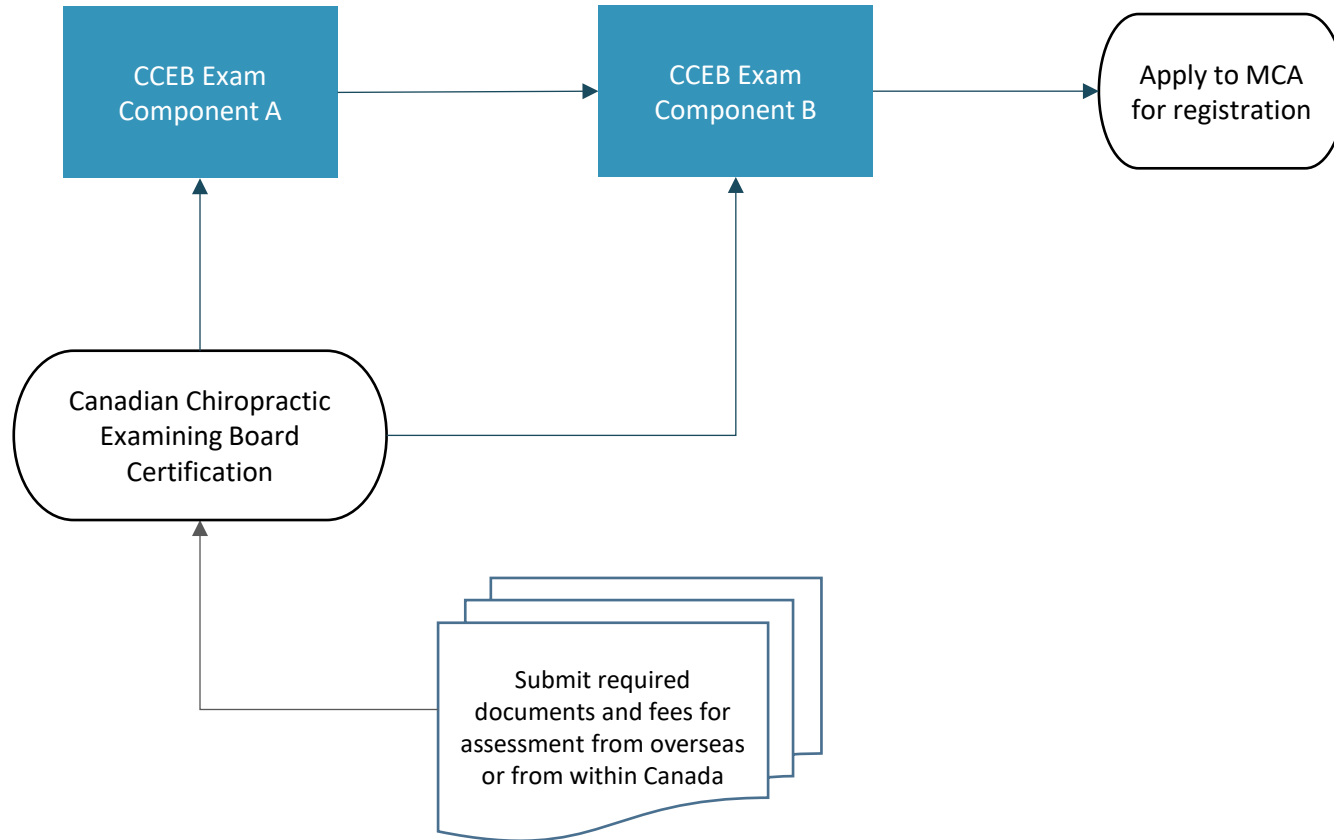 CCEB Exam
Component A
CCEB Exam
Component B
Apply to MCA
for registration
Canadian Chiropractic
Examining Board
Certification
Submit required
documents and fees for
assessment from overseas
or from within Canada